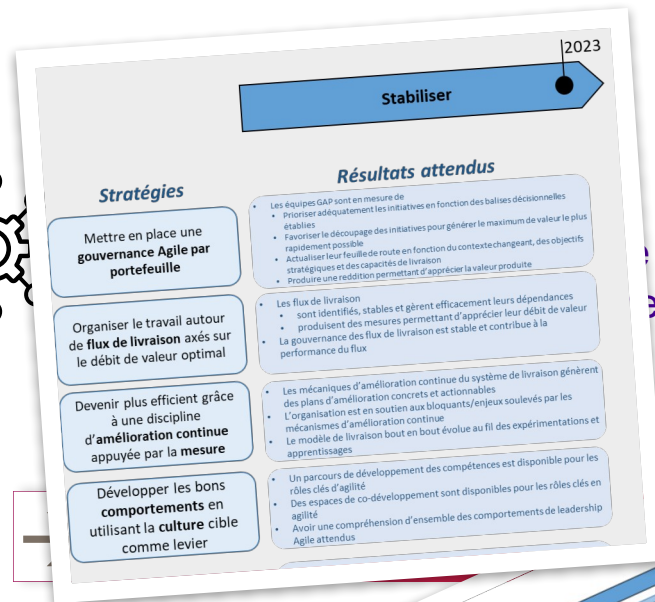 2023
Stabiliser
Stratégies
Résultats attendus
Mettre en place une
gouvernance Agile par
portefeuille
• Les équipes GAP sont en mesure de
• Prioriser adéquatement les initiatives en fonction des balises décisionnelles
établies
• Favoriser le découpage des initiatives pour générer le maximum de valeur le plus
rapidement possible
• Actualiser leur feuille de route en fonction du contexte changeant, des objectifs
stratégiques et des capacités de livraison
• Produire une reddition permettant d'apprécier la valeur produite
Organiser le travail autour
de flux de livraison axés sur
le débit de valeur optimal
• Les flux de livraison
• sont identifiés, stables et gèrent efficacement leurs dépendances
• produisent des mesures permettant d'apprécier leur débit de valeur
• La gouvernance des flux de livraison est stable et contribue à la
performance du flux
Devenir plus efficient grâce
à une discipline
d'amélioration continue
appuyée par la mesure
• Les mécaniques d'amélioration continue du système de livraison génèrent
des plans d'amélioration concrets et actionnables
• L'organisation est en soutien aux bloquants/enjeux soulevés par les
mécanismes d'amélioration continue
• Le modèle de livraison bout en bout évolue au fil des expérimentations et
apprentissages
Développer les bons
comportements en
utilisant la culture cible
comme levier
• Un parcours de développement des compétences est disponible pour les
rôles clés d'agilité
• Des espaces de co-développement sont disponibles pour les rôles clés en
agilité
• Avoir une compréhension d'ensemble des comportements de leadership
Agile attendus